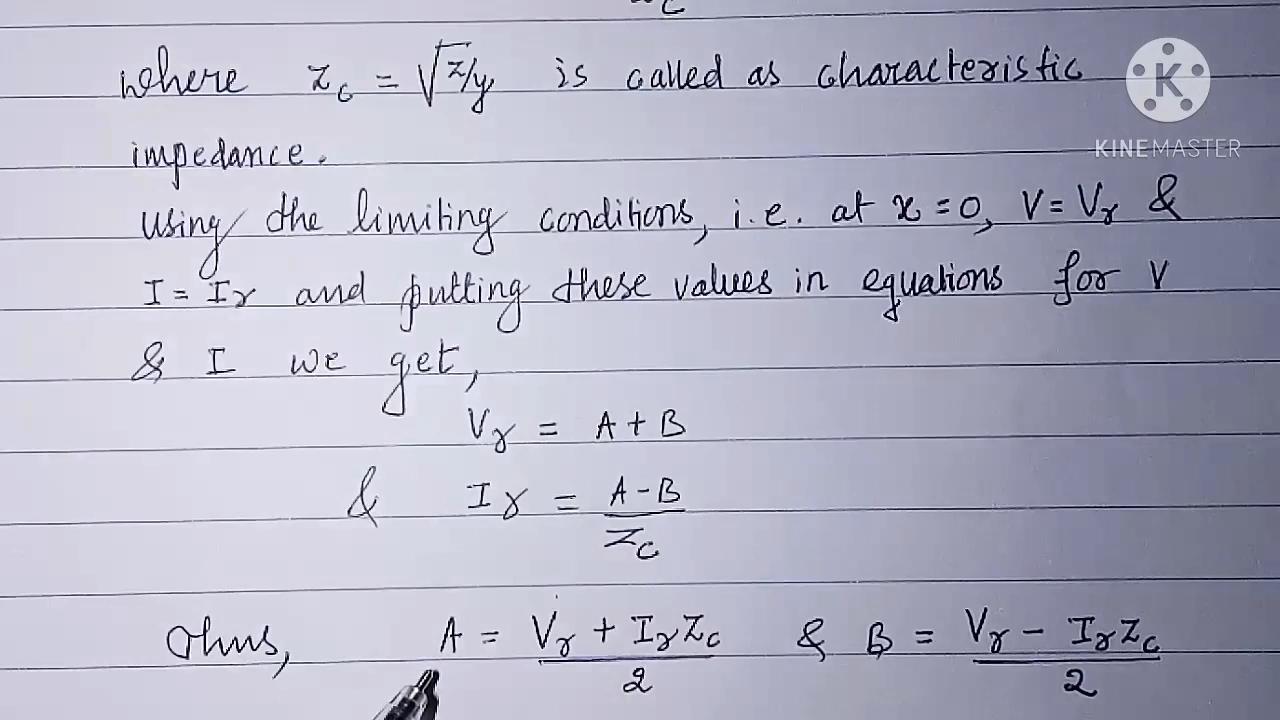 C
where Zc = √z/y is called as characteristic
K
KINEMASTER
impedance.
using the limiting conditions, i.e. at x = 0, V = Vr &
I = Ir and putting these values in equations for V
& I we get,
Vr = A + B
& Ir = A - B / Zc
Thus, A = Vr + IrZc / 2 & B = Vr - IrZc / 2